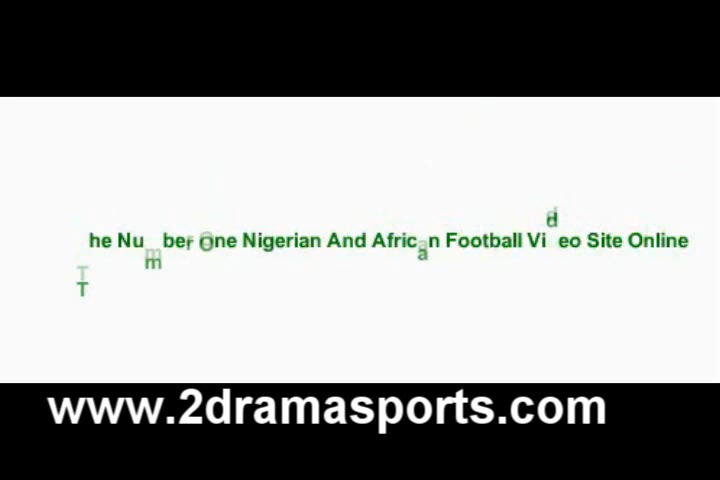 The Number One Nigerian And African Football Video Site Online
www.2dramasports.com